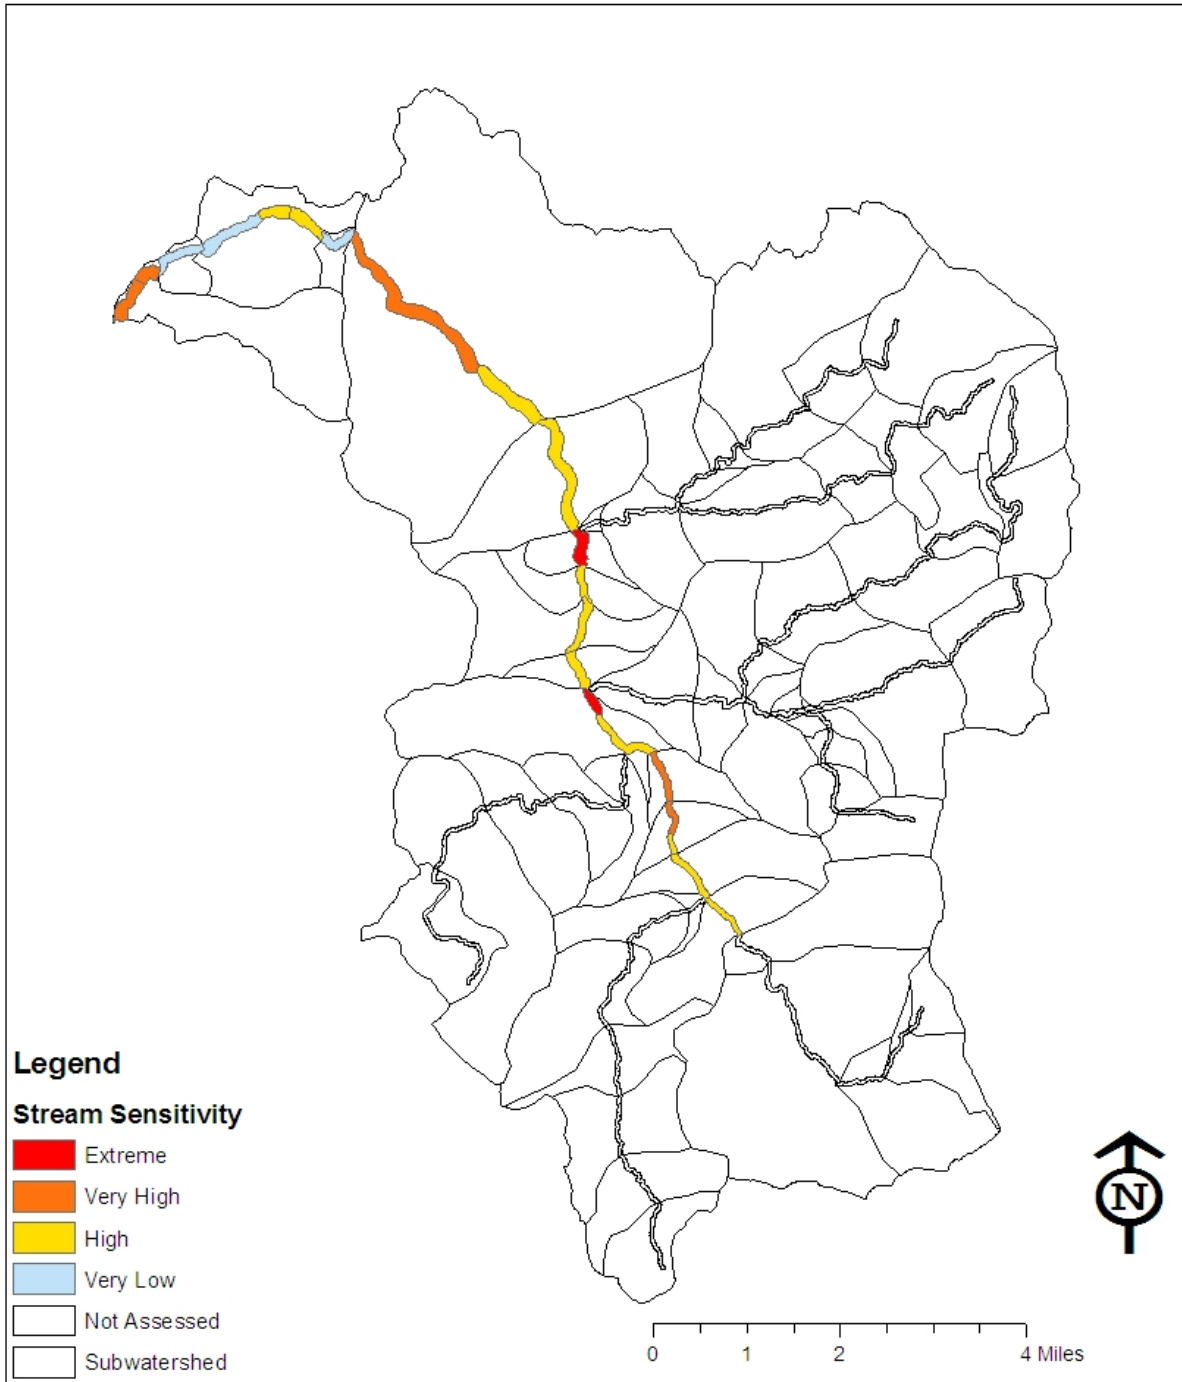 Legend
Stream Sensitivity
Extreme
Very High
High
Very Low
Not Assessed
Subwatershed
N
0 1 2 4 Miles